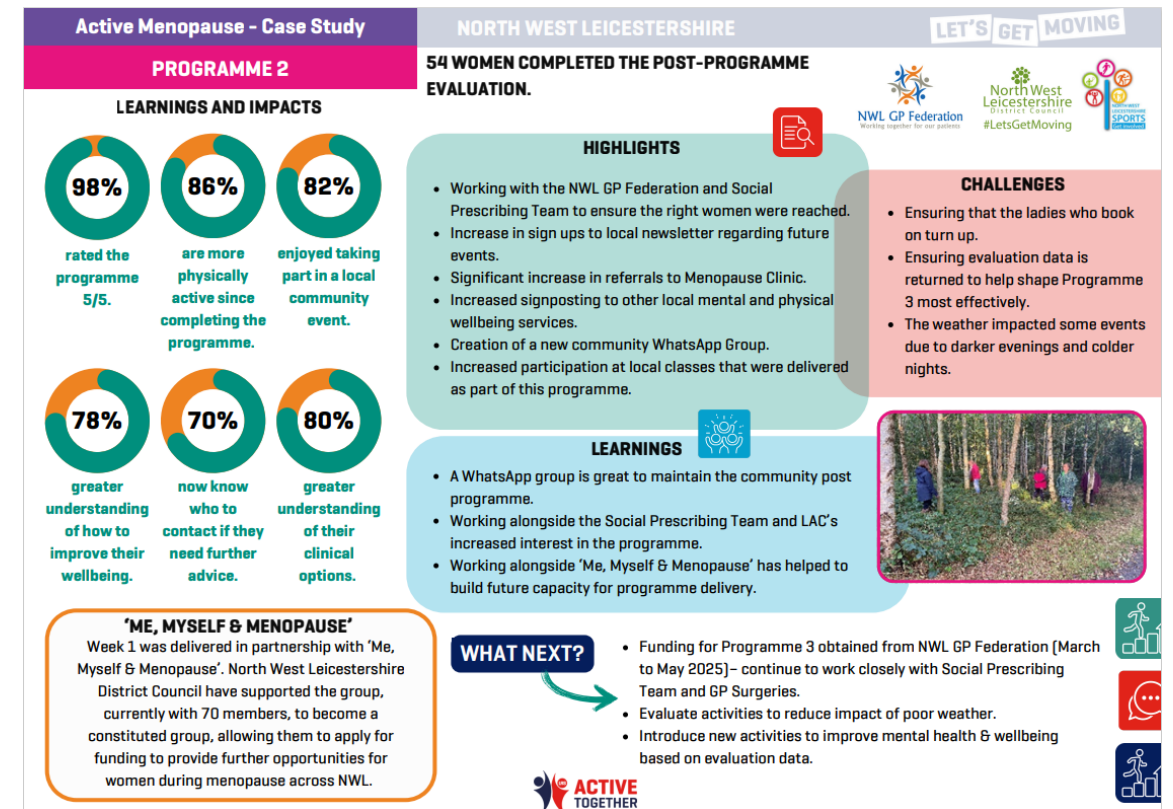 Active Menopause - Case Study
NORTH WEST LEICESTERSHIRE
LET'S GET MOVING
PROGRAMME 2
54 WOMEN COMPLETED THE POST-PROGRAMME
EVALUATION.
NWL GP Federation
Working together for our patients
North West
Leicestershire
District Council
#LetsGetMoving
NORTH WEST
LEICESTERSHIRE
SPORTS
Get Involved
LEARNINGS AND IMPACTS
98%
rated the
programme
5/5.
86%
are more
physically
active since
completing the
programme.
82%
enjoyed taking
part in a local
community
event.
78%
greater
understanding
of how to
improve their
wellbeing.
70%
now know
who to
contact if they
need further
advice.
80%
greater
understanding
of their
clinical
options.
HIGHLIGHTS
• Working with the NWL GP Federation and Social
Prescribing Team to ensure the right women were reached.
• Increase in sign ups to local newsletter regarding future
events.
• Significant increase in referrals to Menopause Clinic.
• Increased signposting to other local mental and physical
wellbeing services.
• Creation of a new community WhatsApp Group.
• Increased participation at local classes that were delivered
as part of this programme.
CHALLENGES
• Ensuring that the ladies who book
on turn up.
• Ensuring evaluation data is
returned to help shape Programme
3 most effectively.
• The weather impacted some events
due to darker evenings and colder
nights.
LEARNINGS
• A WhatsApp group is great to maintain the community post
programme.
• Working alongside the Social Prescribing Team and LAC's
increased interest in the programme.
• Working alongside 'Me, Myself & Menopause' has helped to
build future capacity for programme delivery.
'ME, MYSELF & MENOPAUSE'
Week 1 was delivered in partnership with 'Me,
Myself & Menopause'. North West Leicestershire
District Council have supported the group,
currently with 70 members, to become a
constituted group, allowing them to apply for
funding to provide further opportunities for
women during menopause across NWL.
WHAT NEXT?
• Funding for Programme 3 obtained from NWL GP Federation (March
to May 2025)– continue to work closely with Social Prescribing
Team and GP Surgeries.
• Evaluate activities to reduce impact of poor weather.
• Introduce new activities to improve mental health & wellbeing
based on evaluation data.
ACTIVE
TOGETHER